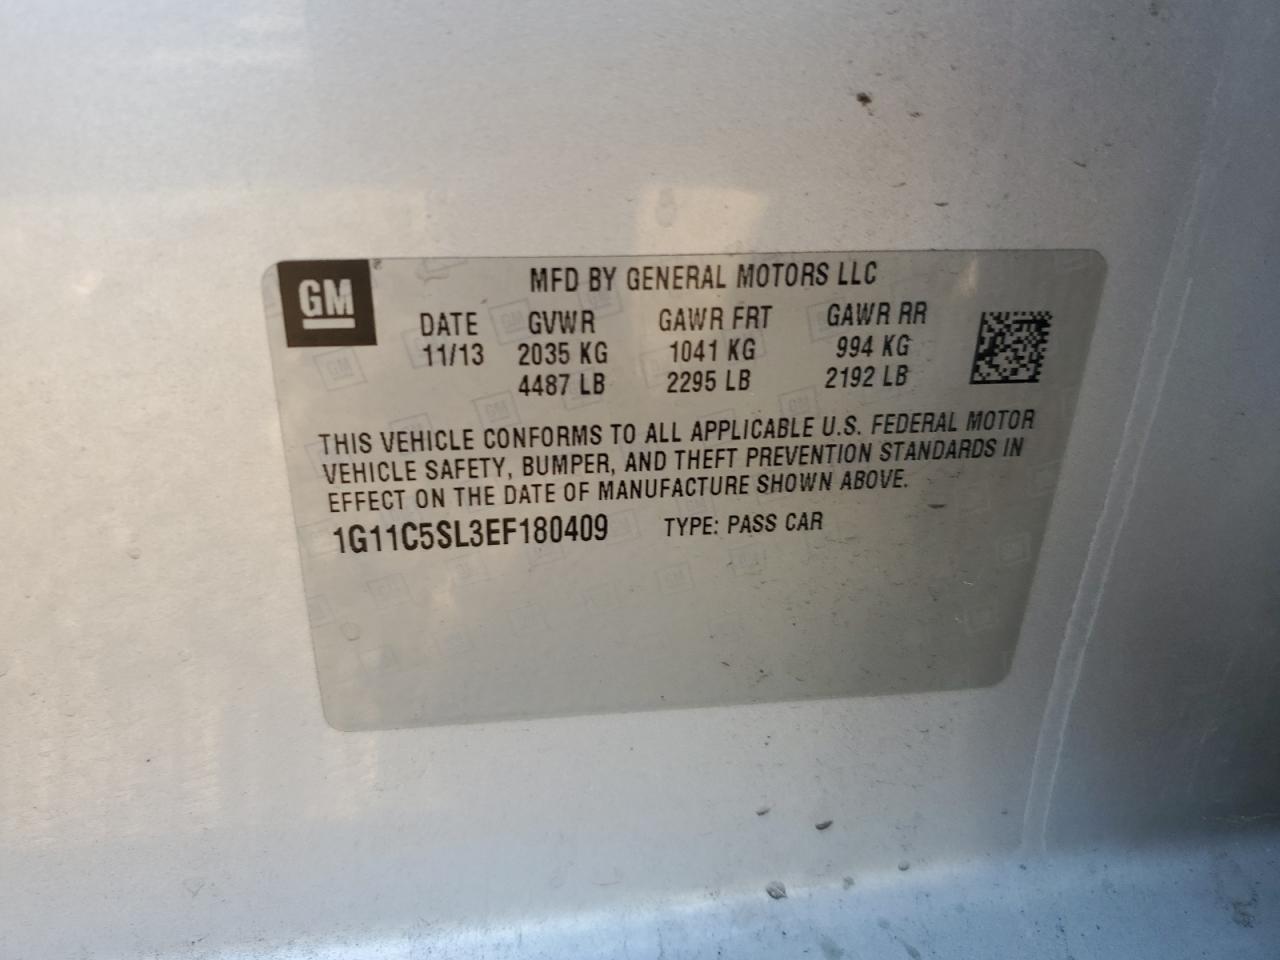 GM
MFD BY GENERAL MOTORS LLC
DATE GVWR GAWR FRT GAWR RR
11/13 2035 KG 1041 KG 994 KG
4487 LB 2295 LB 2192 LB
THIS VEHICLE CONFORMS TO ALL APPLICABLE U.S. FEDERAL MOTOR
VEHICLE SAFETY, BUMPER, AND THEFT PREVENTION STANDARDS IN
EFFECT ON THE DATE OF MANUFACTURE SHOWN ABOVE.
1G11C5SL3EF180409 TYPE: PASS CAR